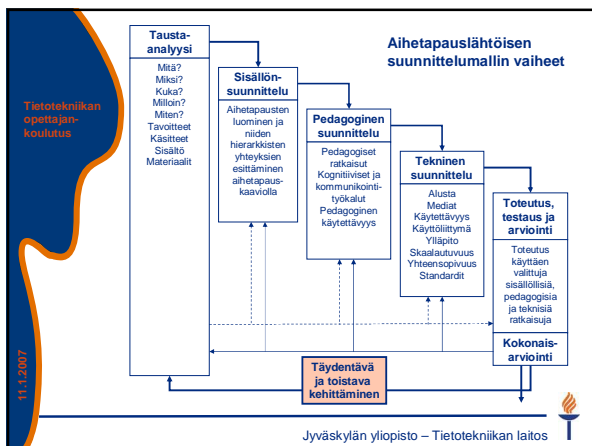 Aihetapauslähtöisen
suunnittelumallin vaiheet
Tietotekniikan
opettajan-
koulutus
11.1.2007
Tausta-
analyysi
Mitä?
Miksi?
Kuka?
Milloin?
Miten?
Tavoitteet
Käsitteet
Sisältö
Materiaalit
Sisällön-
suunnittelu
Aihetapausten
luominen ja
niiden
hierarkkisten
yhteyksien
esittäminen
aihetapaus-
kaaviolla
Pedagoginen
suunnittelu
Pedagogiset
ratkaisut
Kognitiiviset ja
kommunikointi-
työkalut
Pedagoginen
käytettävyys
Tekninen
suunnittelu
Alusta
Mediat
Käytettävyys
Käyttöliittymä
Ylläpito
Skaalautuvuus
Yhteensopivuus
Standardit
Toteutus,
testaus ja
arviointi
Toteutus
käyttäen
valittuja
sisällöllisiä,
pedagogisia
ja teknisiä
ratkaisuja
Kokonais-
arviointi
Täydentävä
ja toistava
kehittäminen
Jyväskylän yliopisto – Tietotekniikan laitos